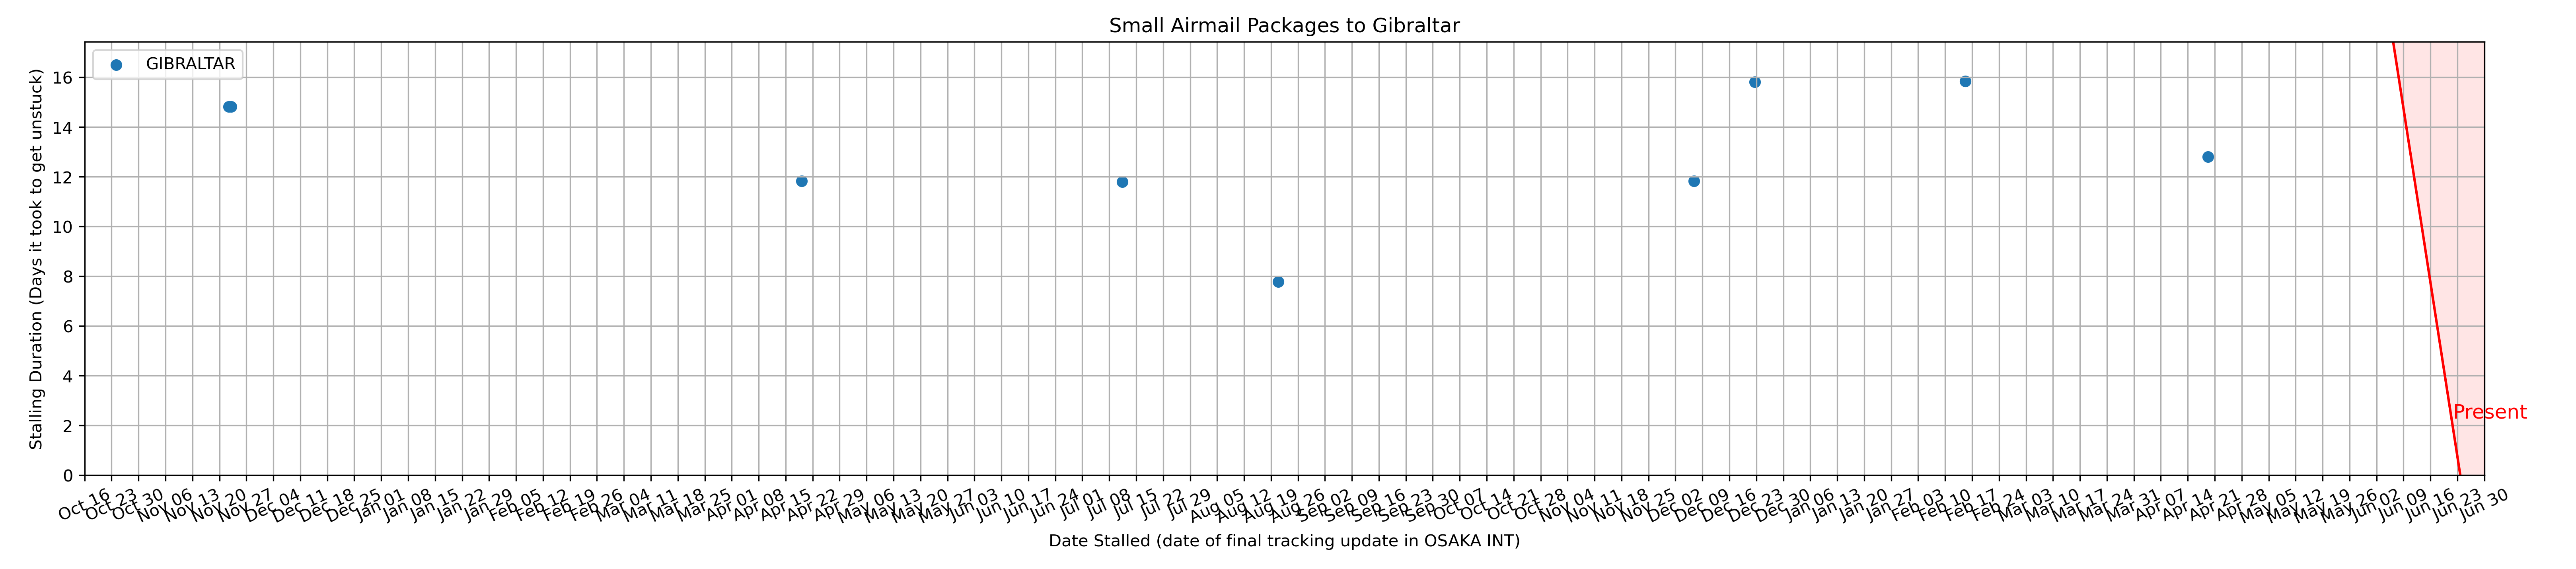 Small Airmail Packages to Gibraltar
GIBRALTAR
Stalling Duration (Days it took to get unstuck)
16
14
12
10
8
6
4
2
0
Present
Oct 16
Oct 23
Oct 30
Nov 06
Nov 13
Nov 20
Nov 27
Dec 04
Dec 11
Dec 18
Dec 25
Jan 01
Jan 08
Jan 15
Jan 22
Jan 29
Feb 05
Feb 12
Feb 19
Feb 26
Mar 04
Mar 11
Mar 18
Mar 25
Apr 01
Apr 08
Apr 15
Apr 22
Apr 29
May 06
May 13
May 20
May 27
Jun 03
Jun 10
Jun 17
Jun 24
Jul 01
Jul 08
Jul 15
Jul 22
Jul 29
Aug 05
Aug 12
Aug 19
Aug 26
Sep 02
Sep 09
Sep 16
Sep 23
Sep 30
Oct 07
Oct 14
Oct 21
Oct 28
Nov 04
Nov 11
Nov 18
Nov 25
Dec 02
Dec 09
Dec 16
Dec 23
Dec 30
Jan 06
Jan 13
Jan 20
Jan 27
Feb 03
Feb 10
Feb 17
Feb 24
Mar 03
Mar 10
Mar 17
Mar 24
Mar 31
Apr 07
Apr 14
Apr 21
Apr 28
May 05
May 12
May 19
May 26
Jun 02
Jun 09
Jun 16
Jun 23
Jun 30
Date Stalled (date of final tracking update in OSAKA INT)